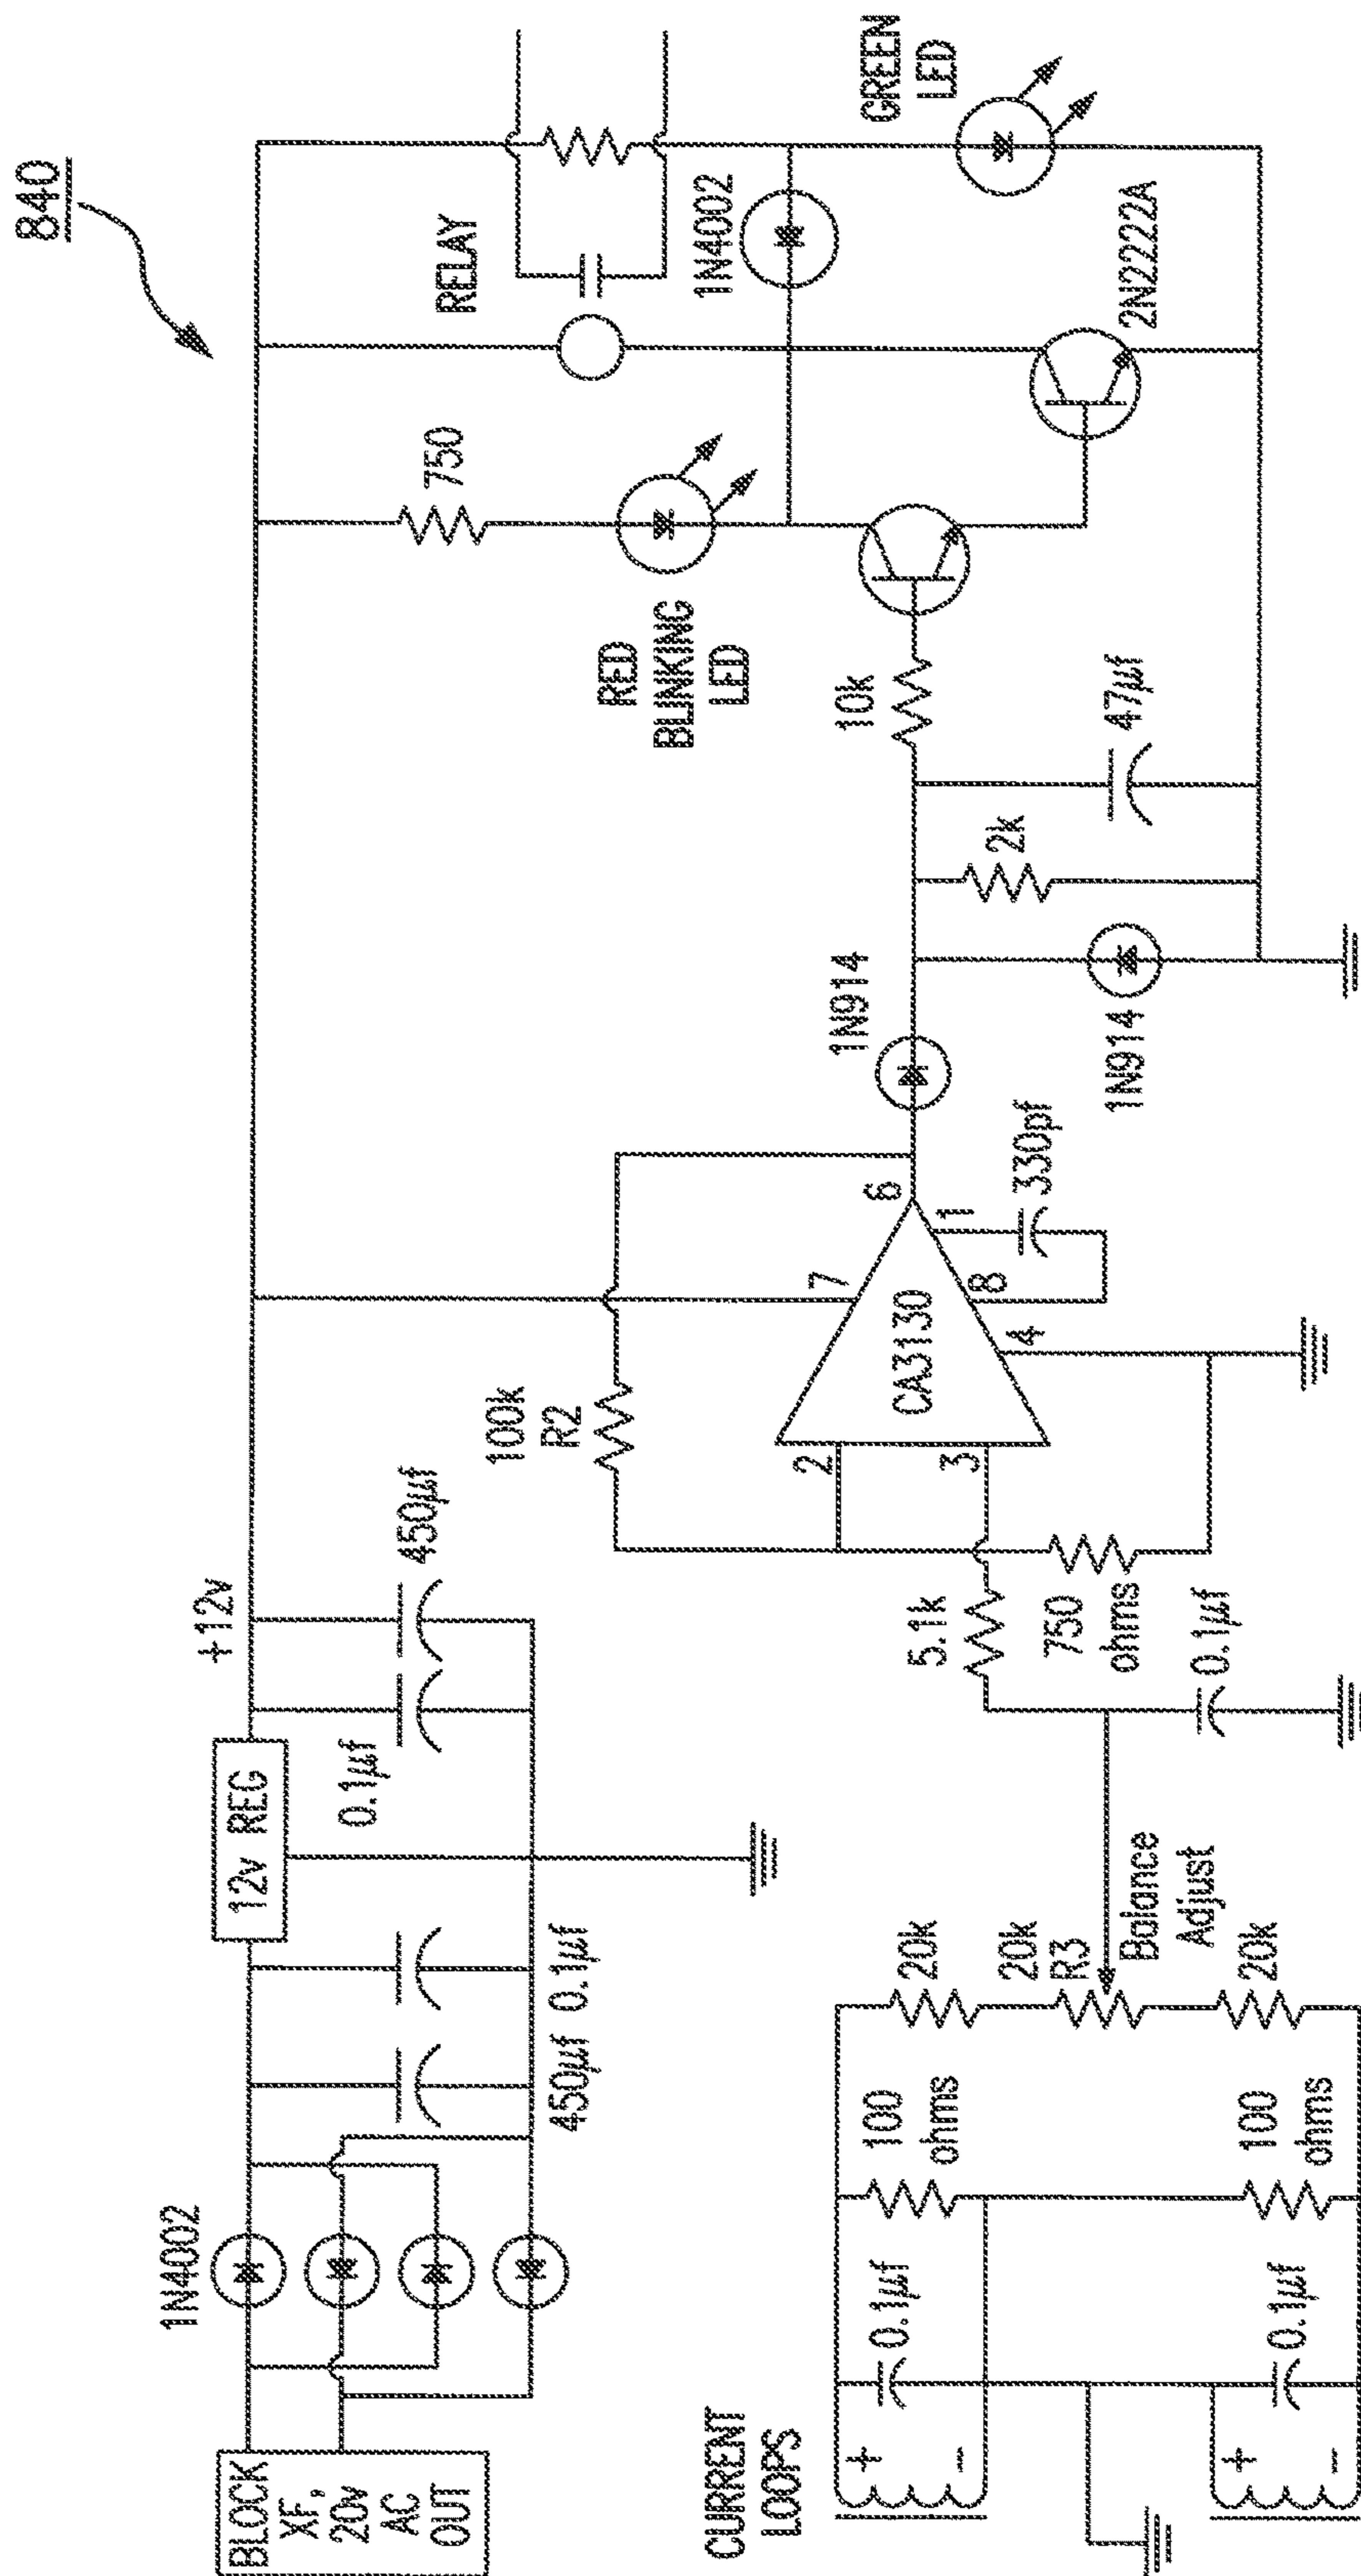 840
BLOCK
XF,
20v
AC
OUT
1N4002
450µf
0.1µf
12v REG
0.1µf
+12v
450µf
RELAY
750
RED
BLINKING
LED
1N4002
GREEN
LED
2N2222A
100k
R2
7
2
3
CA3130
6
1
8
4
330pf
1N914
1N914
2k
10k
47µf
5.1k
750
ohms
0.1µf
CURRENT
LOOPS
+
-
+
-
0.1µf
0.1µf
100
ohms
100
ohms
20k
20k
R3
20k
Balance
Adjust